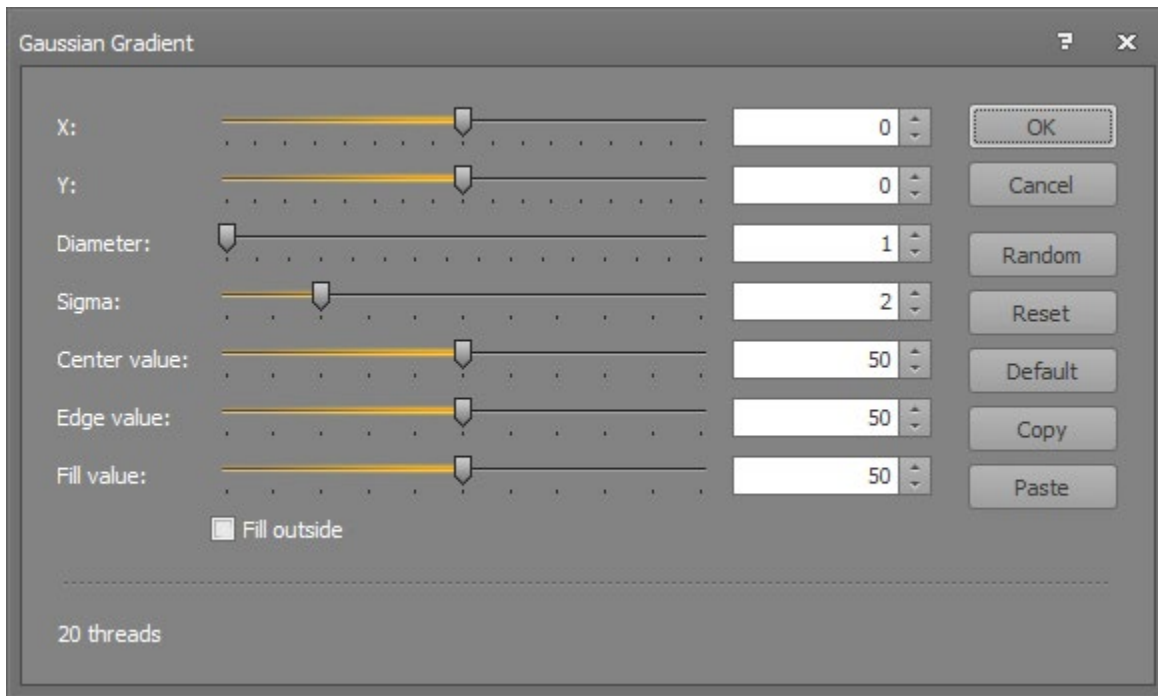 Gaussian Gradient
X: 0 OK
Y: 0 Cancel
Diameter: 1 Random
Sigma: 2 Reset
Center value: 50 Default
Edge value: 50 Copy
Fill value: 50 Paste
Fill outside
20 threads